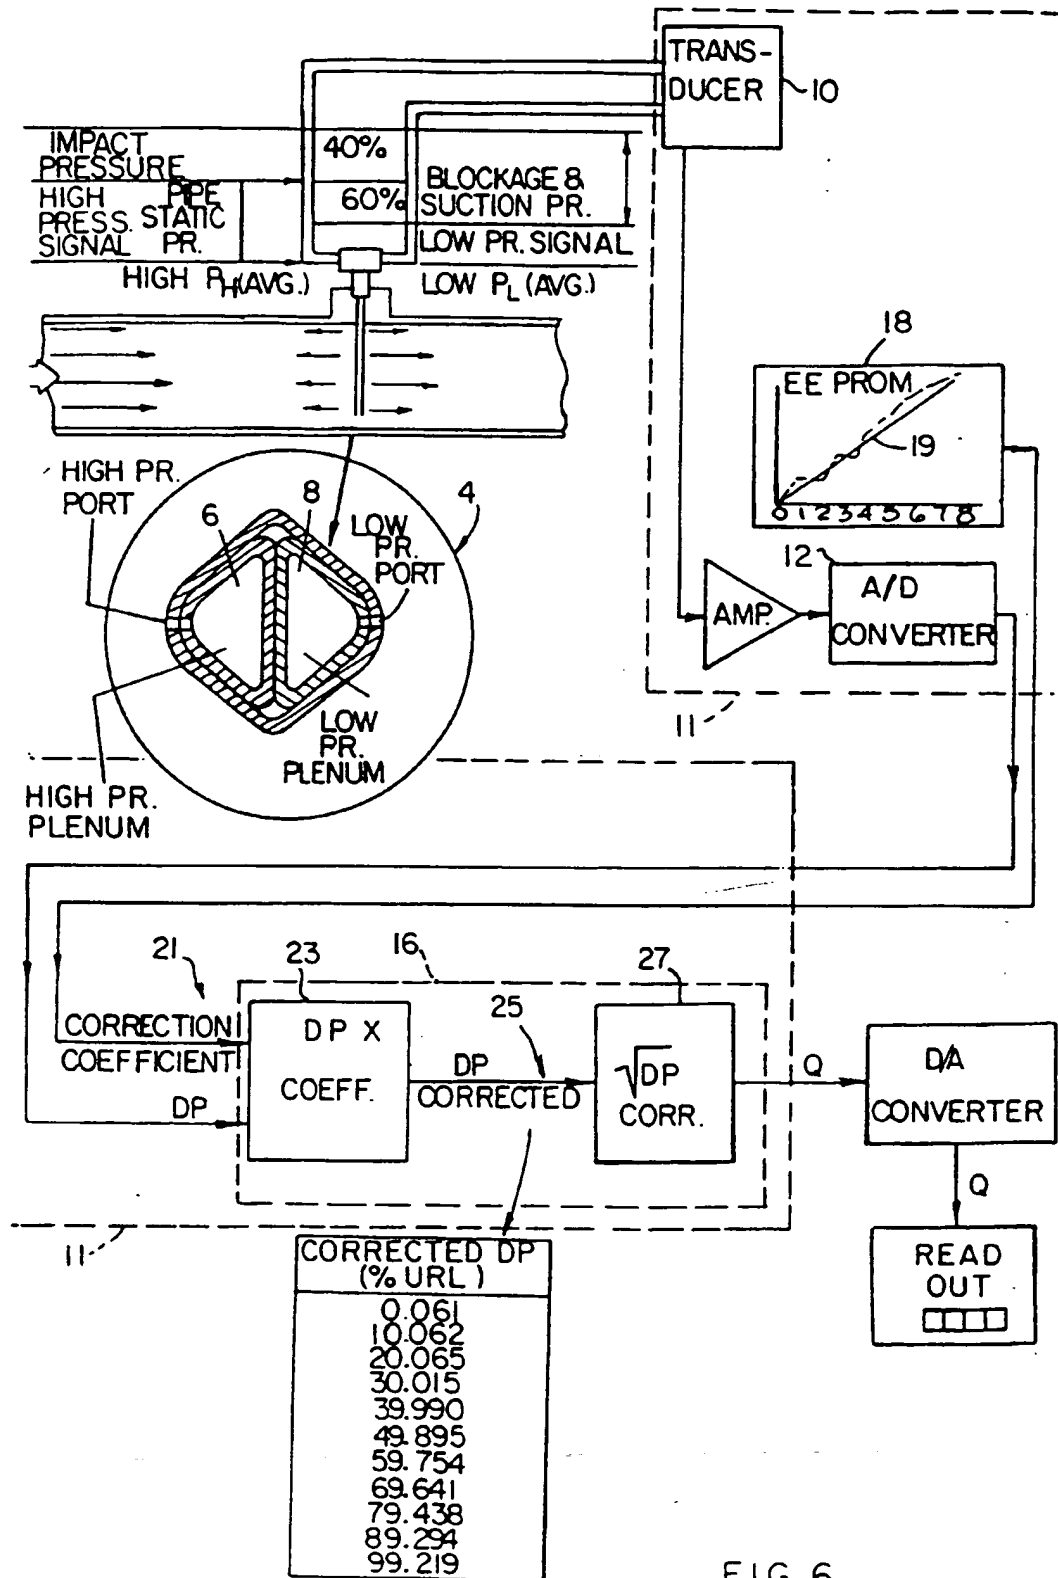 TRANS-
DUCER
10
IMPACT
PRESSURE
40%
HIGH
PRESS.
SIGNAL
PIPE
STATIC
PR.
60%
BLOCKAGE &
SUCTION PR.
LOW PR. SIGNAL
HIGH PH(AVG.)
LOW PL (AVG.)
18
EE PROM
19
0 1 2 3 4 5 6 7 8
HIGH PR.
PORT
6
8
LOW
PR.
PORT
4
12
AMP.
A/D
CONVERTER
LOW
PR.
PLENUM
11
HIGH PR.
PLENUM
21
23
16
25
27
CORRECTION
COEFFICIENT
DP
DP X
COEFF.
DP
CORRECTED
√DP
CORR.
Q
D/A
CONVERTER
Q
11
READ
OUT
CORRECTED DP
(% URL)
0.061
10.062
20.065
30.015
39.990
49.895
59.754
69.641
79.438
89.294
99.219
FIG 6